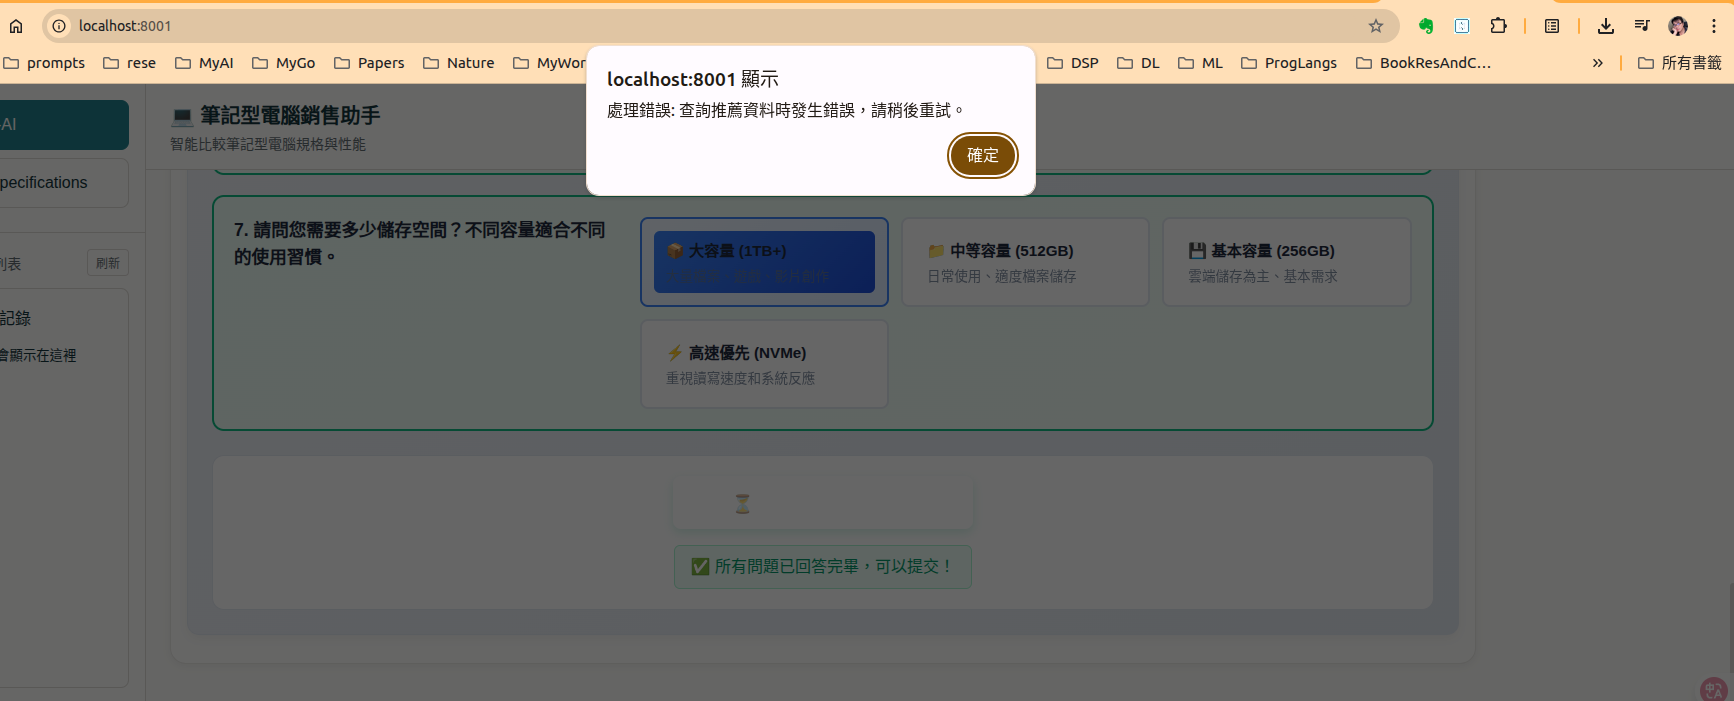 localhost:8001
prompts
rese
MyAI
MyGo
Papers
Nature
MyWor
DSP
DL
ML
ProgLangs
BookResAndC…
»
所有書籤
localhost:8001 顯示
處理錯誤: 查詢推薦資料時發生錯誤，請稍後重試。
確定
-AI
pecifications
列表
刷新
記錄
會顯示在這裡
筆記型電腦銷售助手
智能比較筆記型電腦規格與性能
7. 請問您需要多少儲存空間？不同容量適合不同
的使用習慣。
大容量 (1TB+)
中等容量 (512GB)
日常使用、適度檔案儲存
基本容量 (256GB)
雲端儲存為主、基本需求
高速優先 (NVMe)
重視讀寫速度和系統反應
所有問題已回答完畢，可以提交！